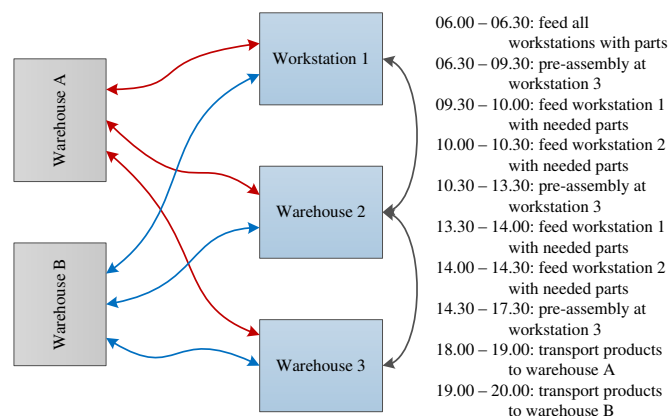 Warehouse A
Warehouse B
Workstation 1
Warehouse 2
Warehouse 3
06.00 – 06.30: feed all
workstations with parts
06.30 – 09.30: pre-assembly at
workstation 3
09.30 – 10.00: feed workstation 1
with needed parts
10.00 – 10.30: feed workstation 2
with needed parts
10.30 – 13.30: pre-assembly at
workstation 3
13.30 – 14.00: feed workstation 1
with needed parts
14.00 – 14.30: feed workstation 2
with needed parts
14.30 – 17.30: pre-assembly at
workstation 3
18.00 – 19.00: transport products
to warehouse A
19.00 - 20.00: transport products
to warehouse B